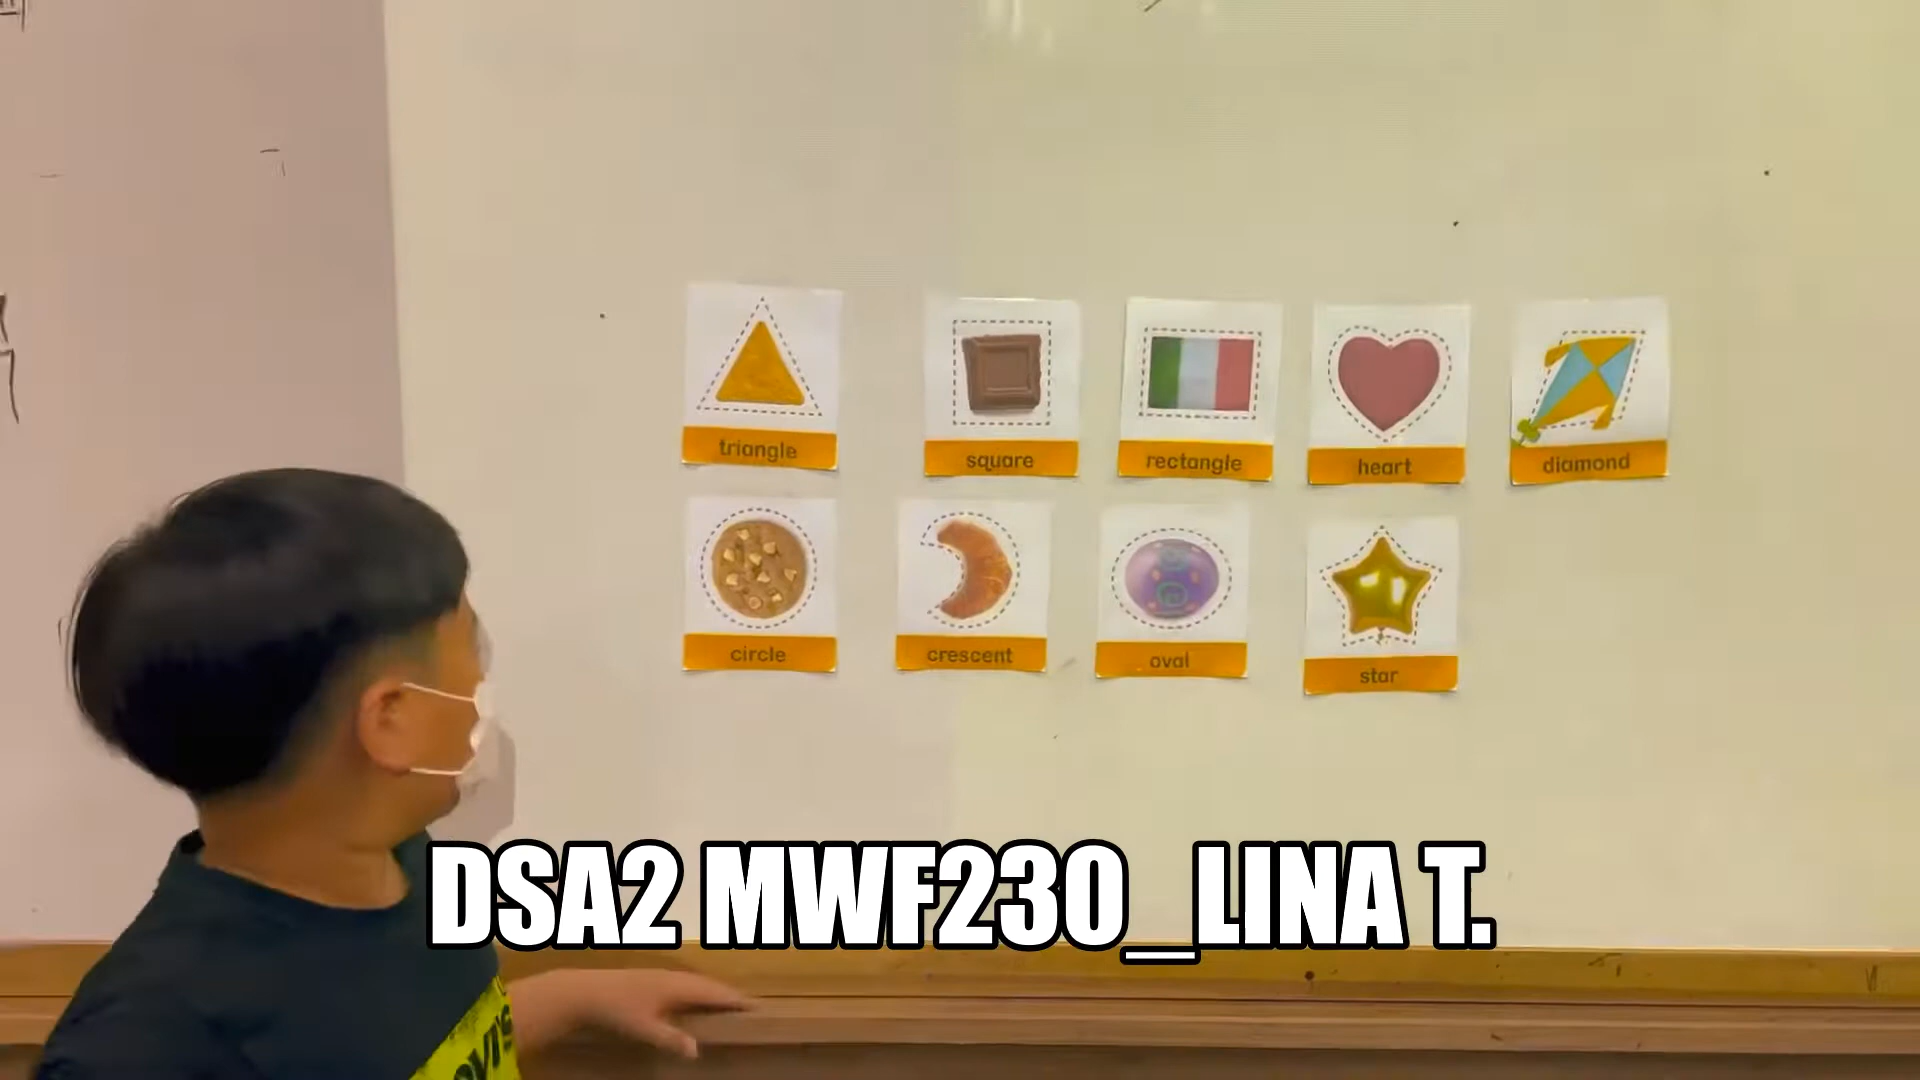 triangle
square
rectangle
heart
diamond
circle
crescent
oval
star
DSA2 MWF230_LINA T.